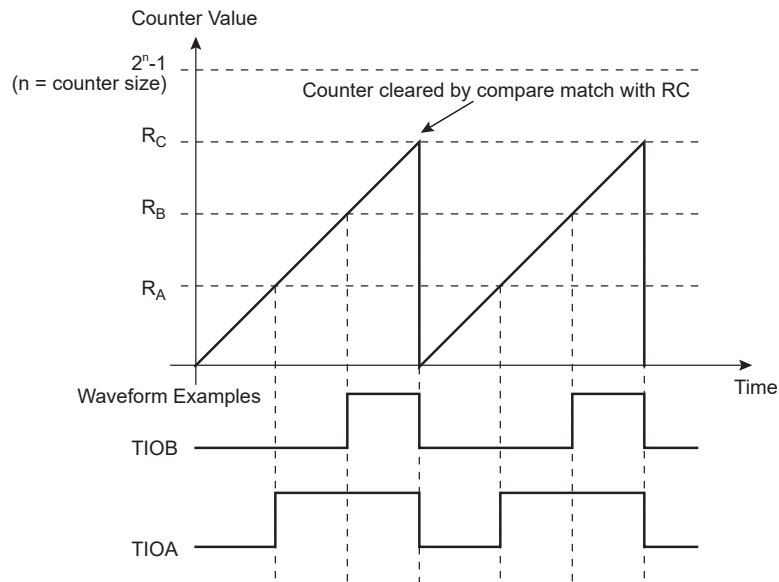 Counter Value
2ⁿ-1
(n = counter size)
Counter cleared by compare match with RC
R_C
R_B
R_A
Time
Waveform Examples
TIOB
TIOA